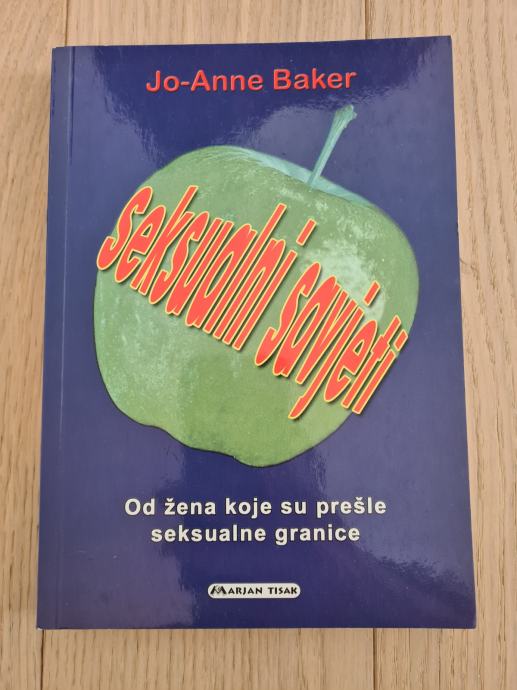 Jo-Anne Baker
seksualni savjeti
Od žena koje su prešle
seksualne granice
MARJAN TISAK